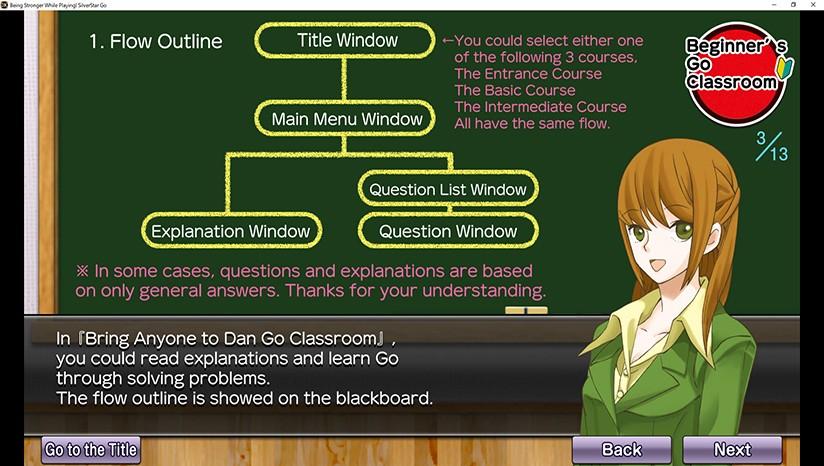 Being Stronger While Playing! SilverStar Go
1. Flow Outline
Title Window
←You could select either one
of the following 3 courses,
The Entrance Course
The Basic Course
The Intermediate Course
All have the same flow.
Beginner's
Go
Classroom
3/13
Main Menu Window
Question List Window
Explanation Window
Question Window
※ In some cases, questions and explanations are based
on only general answers. Thanks for your understanding.
In『Bring Anyone to Dan Go Classroom』,
you could read explanations and learn Go
through solving problems.
The flow outline is showed on the blackboard.
Go to the Title
Back
Next